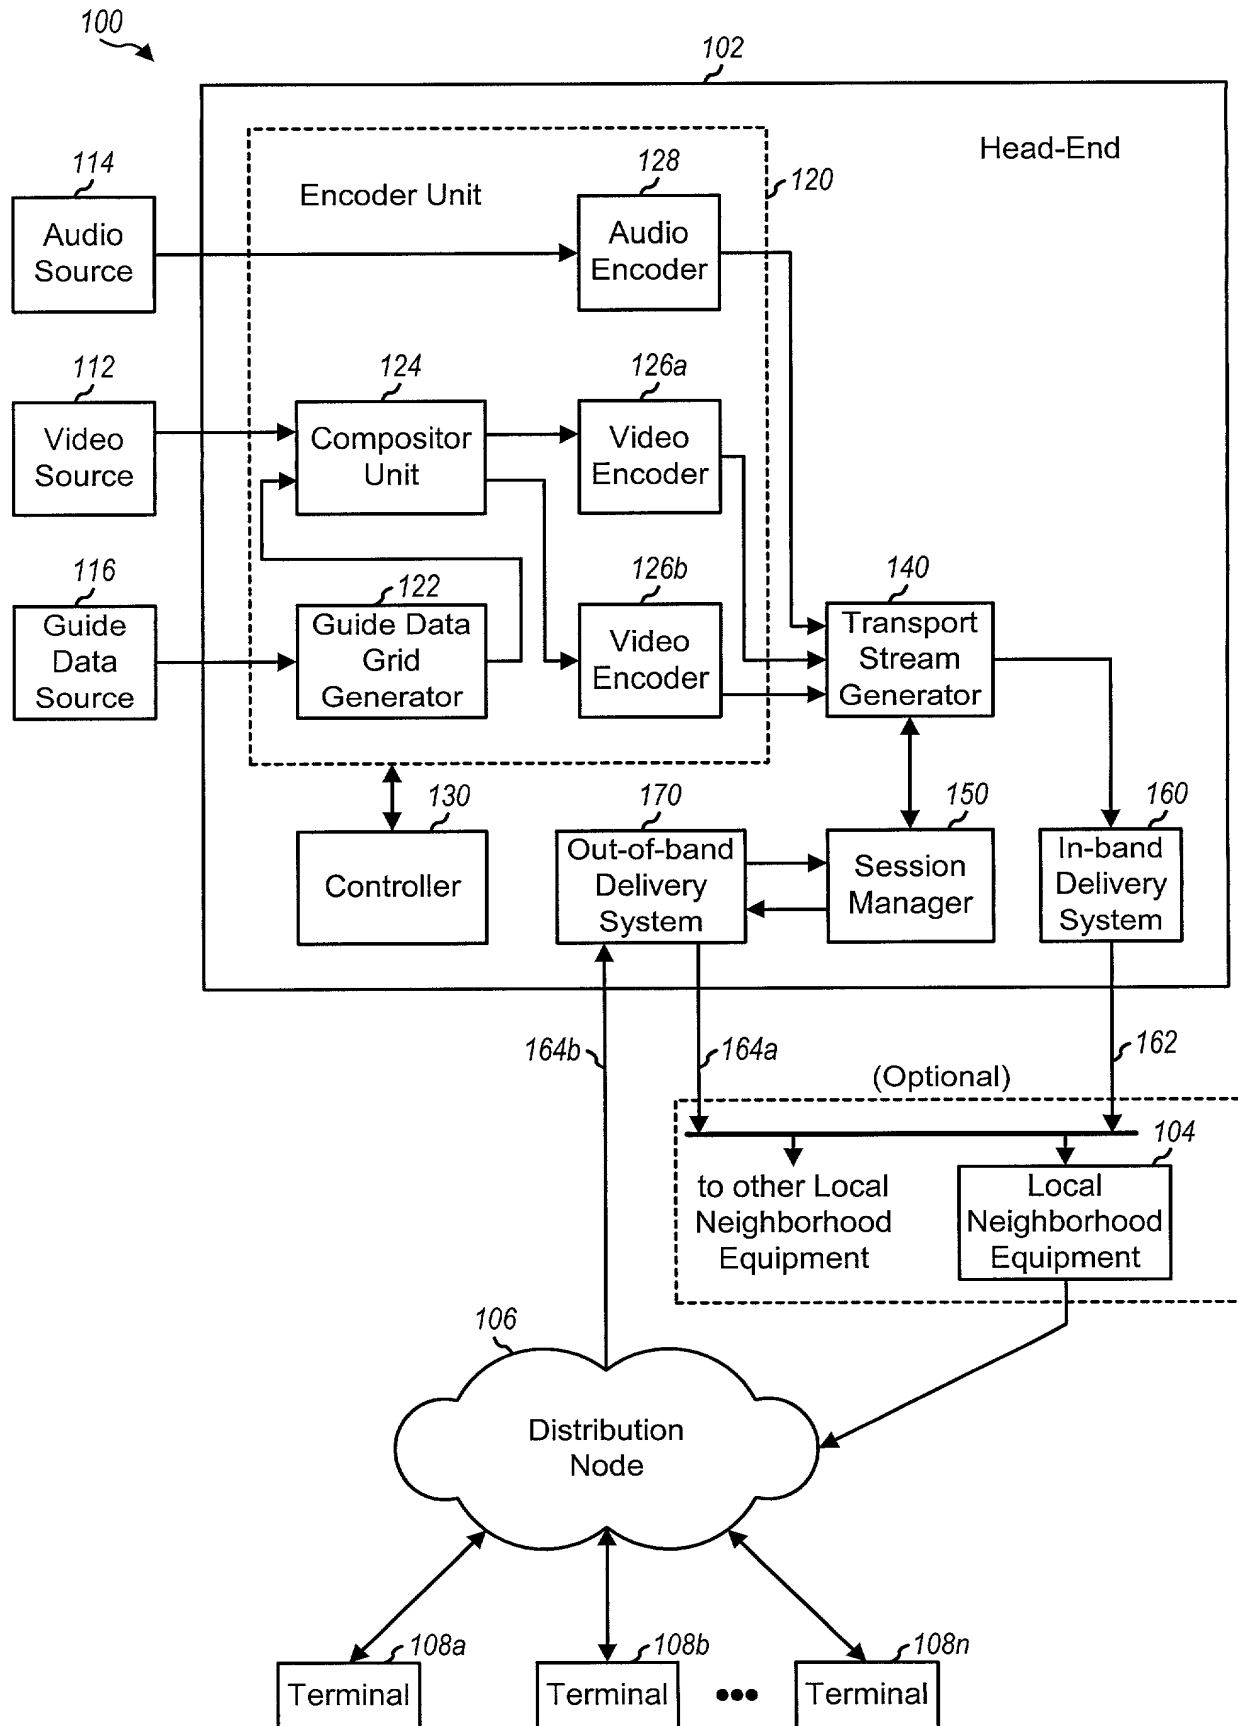 100
102
Head-End
114
Audio
Source
Encoder Unit
128
Audio
Encoder
120
112
Video
Source
124
Compositor
Unit
126a
Video
Encoder
116
Guide
Data
Source
122
Guide Data
Grid
Generator
126b
Video
Encoder
140
Transport
Stream
Generator
130
Controller
170
Out-of-band
Delivery
System
150
Session
Manager
160
In-band
Delivery
System
164b
164a
162
(Optional)
to other Local
Neighborhood
Equipment
104
Local
Neighborhood
Equipment
106
Distribution
Node
108a
Terminal
108b
Terminal
108n
Terminal